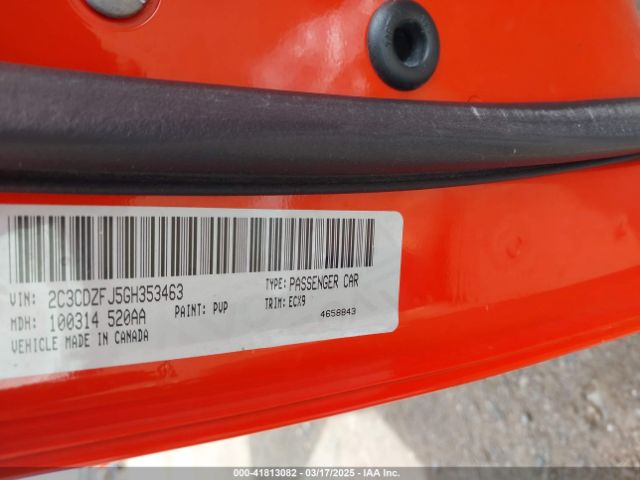 VIN: 2C3CDZFJ5GH353463 TYPE: PASSENGER CAR
MDH: 100314 520AA PAINT: PVP TRIM: ECX9
VEHICLE MADE IN CANADA 4658843
000-41813082 - 03/17/2025 - IAA Inc.